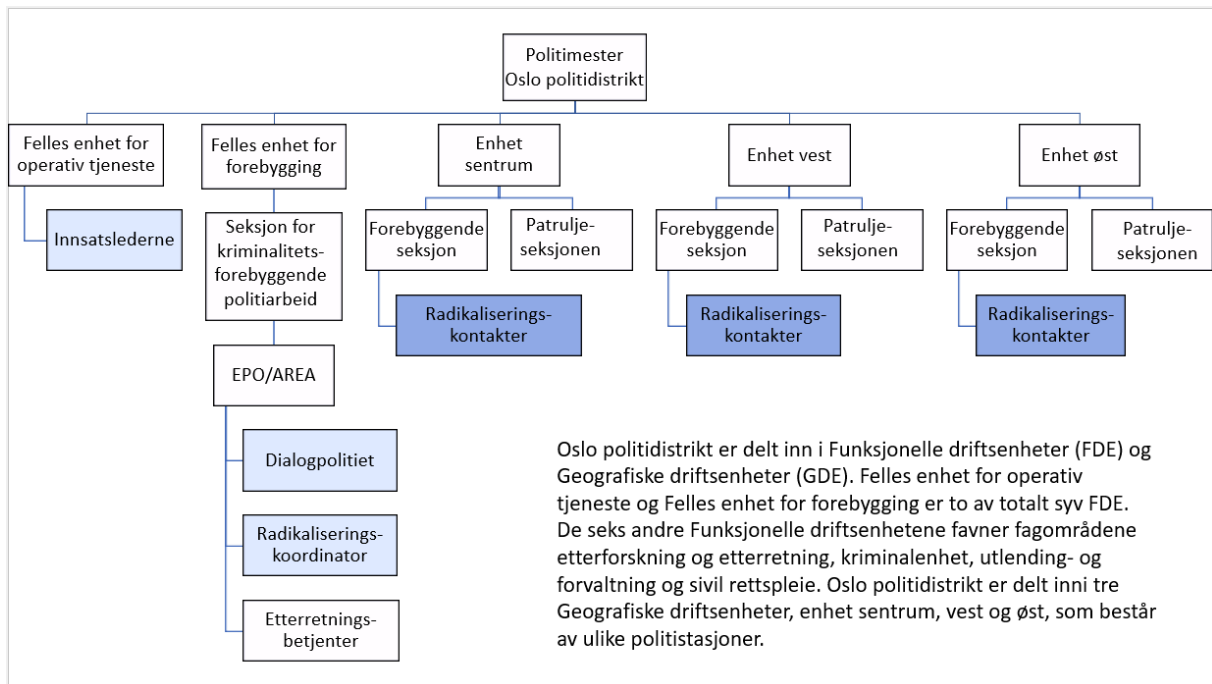 Politimester
Oslo politidistrikt
Felles enhet for
operativ tjeneste
Felles enhet for
forebygging
Enhet
sentrum
Enhet vest
Enhet øst
Innsatslederne
Seksjon for
kriminalitets-
forebyggende
politiarbeid
Forebyggende
seksjon
Patrulje-
seksjonen
Forebyggende
seksjon
Patrulje-
seksjonen
Forebyggende
seksjon
Patrulje-
seksjonen
Radikaliserings-
kontakter
Radikaliserings-
kontakter
Radikaliserings-
kontakter
EPO/AREA
Dialogpolitiet
Radikaliserings-
koordinator
Etterretnings-
betjenter
Oslo politidistrikt er delt inn i Funksjonelle driftsenheter (FDE) og
Geografiske driftsenheter (GDE). Felles enhet for operativ
tjeneste og Felles enhet for forebygging er to av totalt syv FDE.
De seks andre Funksjonelle driftsenhetene favner fagområdene
etterforskning og etterretning, kriminalenhet, utlending- og
forvaltning og sivil rettspleie. Oslo politidistrikt er delt inni tre
Geografiske driftsenheter, enhet sentrum, vest og øst, som består
av ulike politistasjoner.